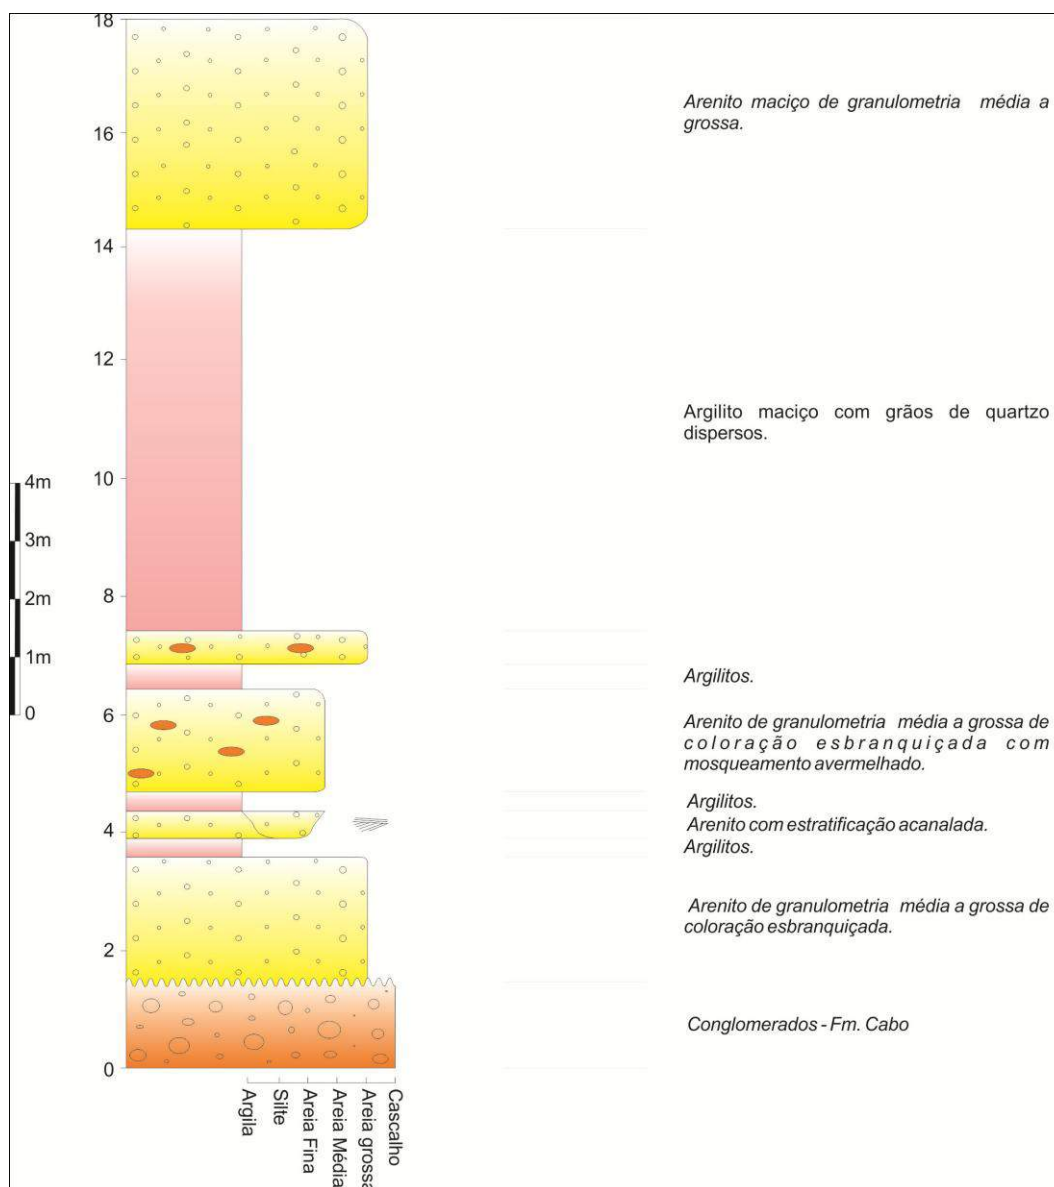 18
Arenito maciço de granulometria média a
grossa.
16
14
12
Argilito maciço com grãos de quartzo
dispersos.
10
4m
3m
8
2m
1m
Argilitos.
0
6
Arenito de granulometria média a grossa de
coloração esbranquiçada com
mosqueamento avermelhado.
Argilitos.
Arenito com estratificação acanalada.
4
Argilitos.
Arenito de granulometria média a grossa de
coloração esbranquiçada.
2
Conglomerados - Fm. Cabo
0
Argila
Silte
Areia Fina
Areia Média
Areia grossa
Cascalho